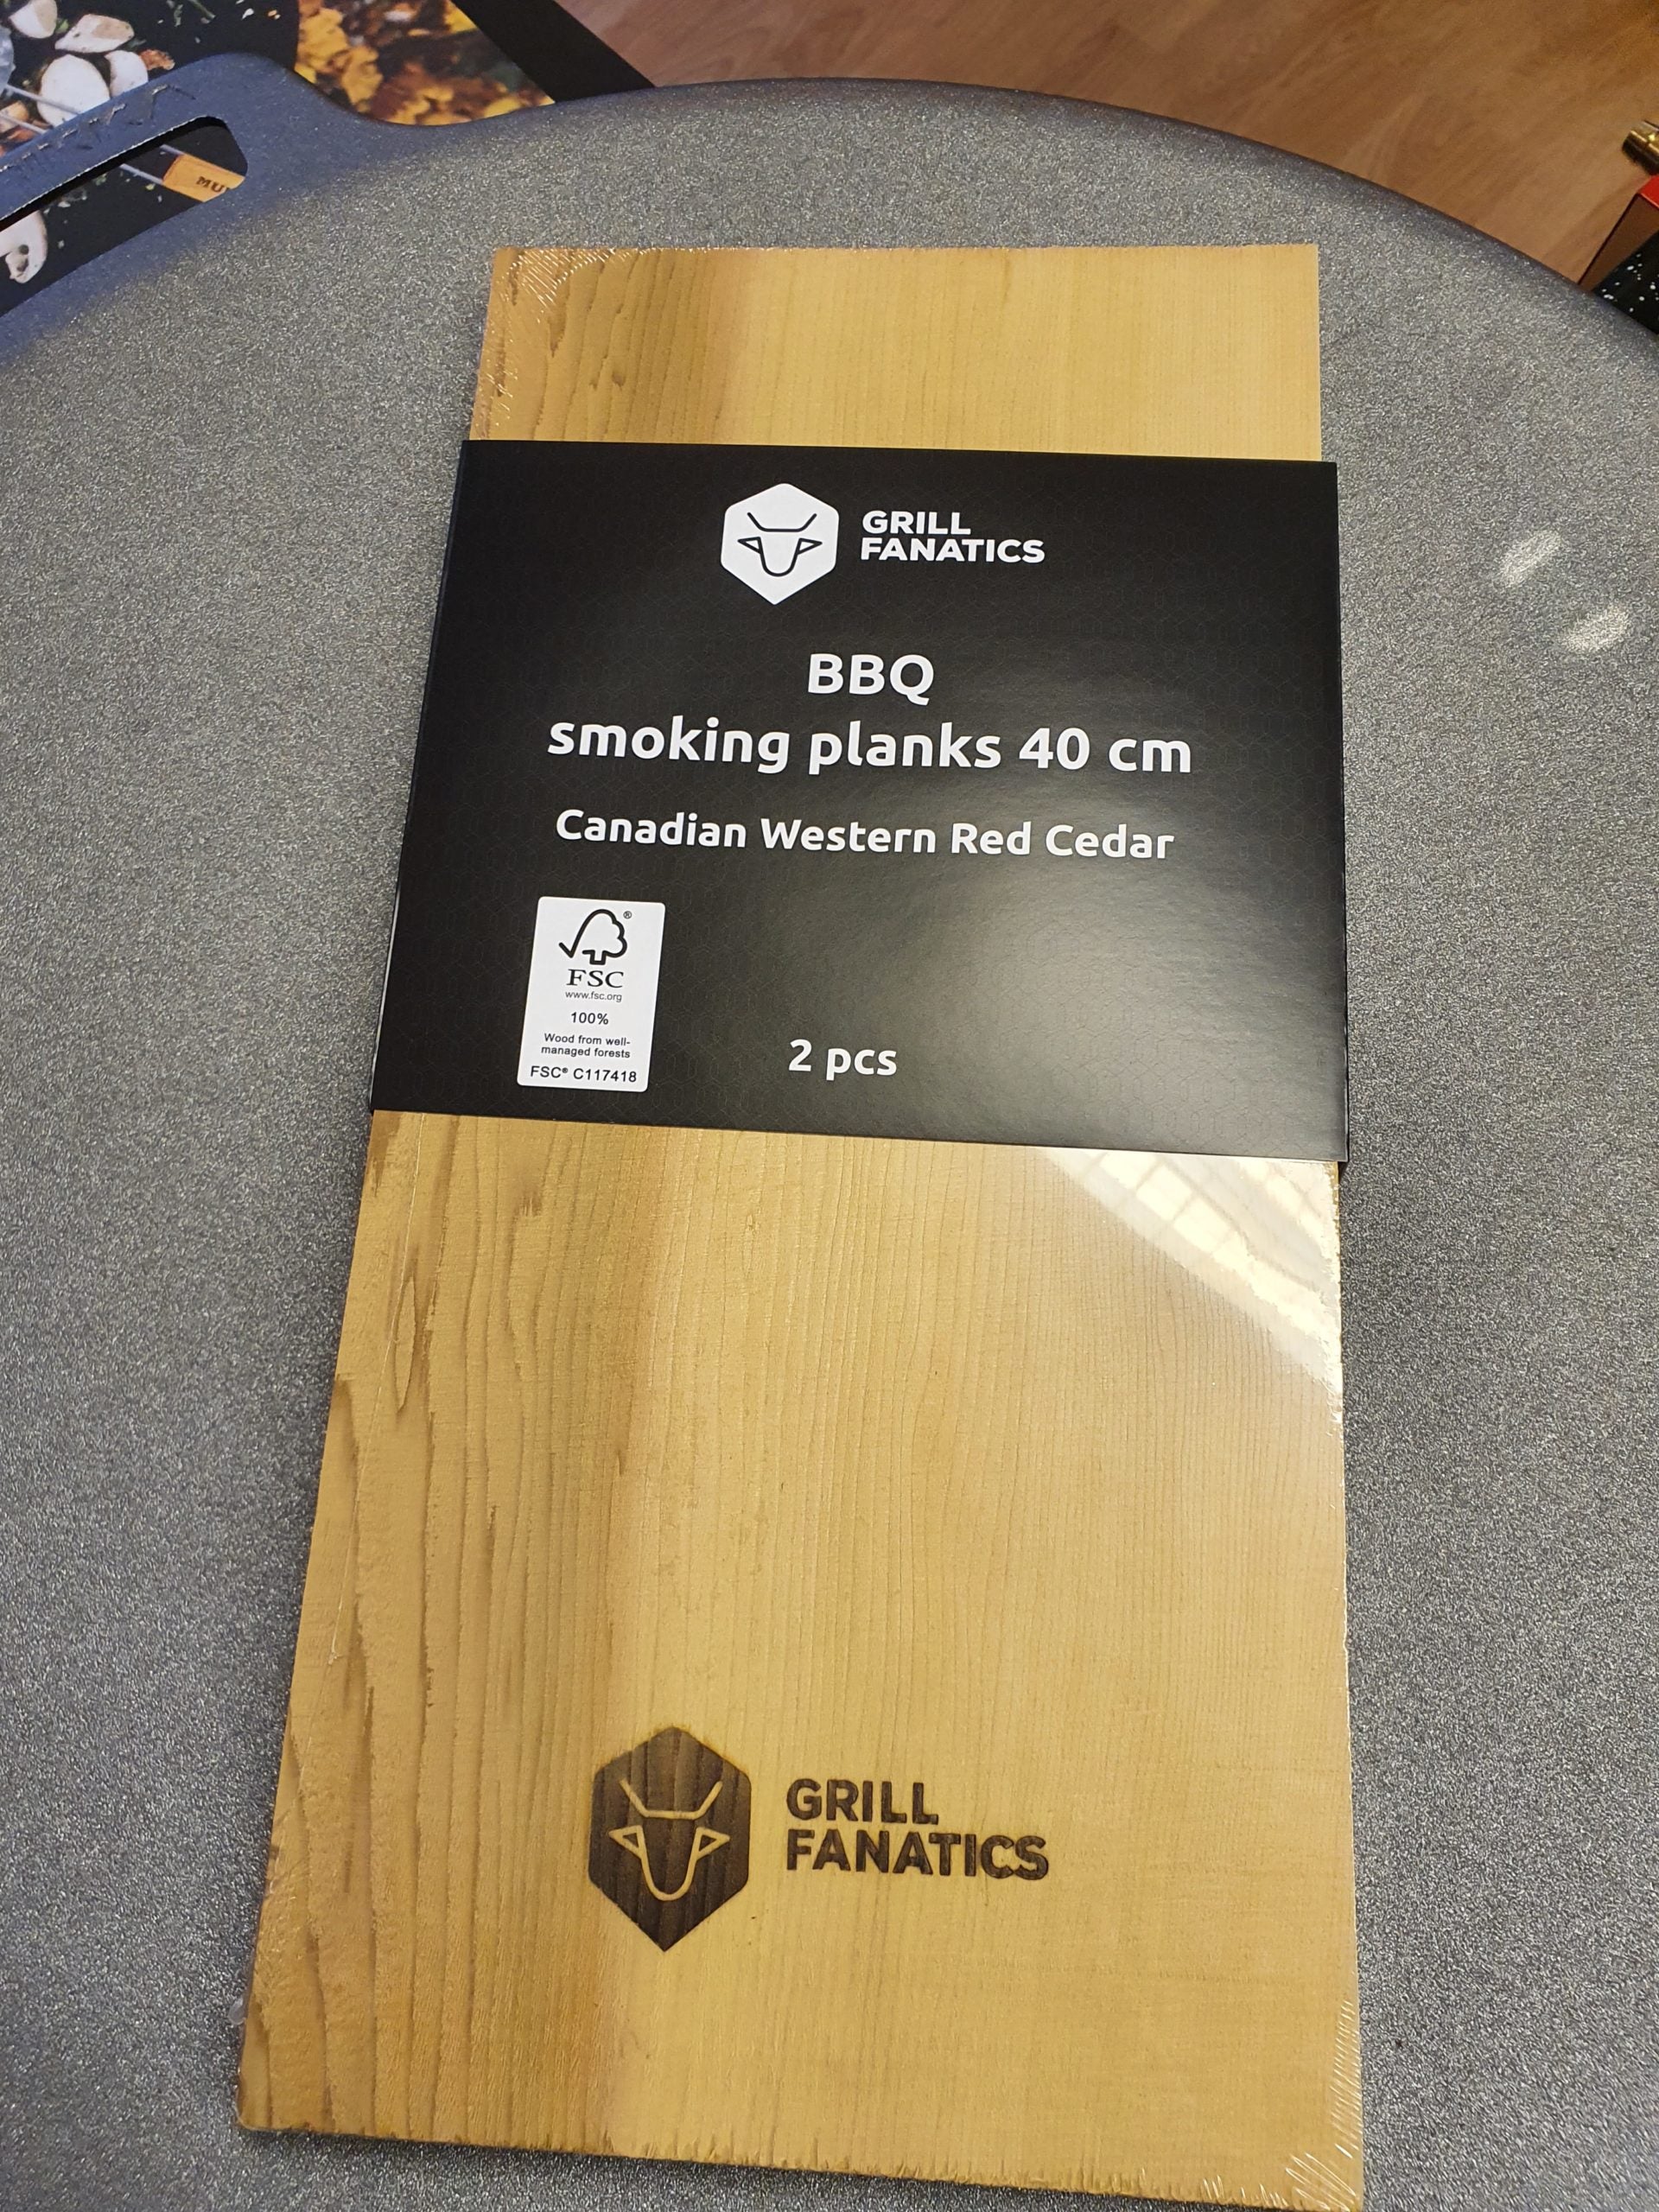 MU
GRILL
FANATICS
BBQ
smoking planks 40 cm
Canadian Western Red Cedar
FSC®
www.fsc.org
100%
Wood from well-
managed forests
FSC® C117418
2 pcs
GRILL
FANATICS